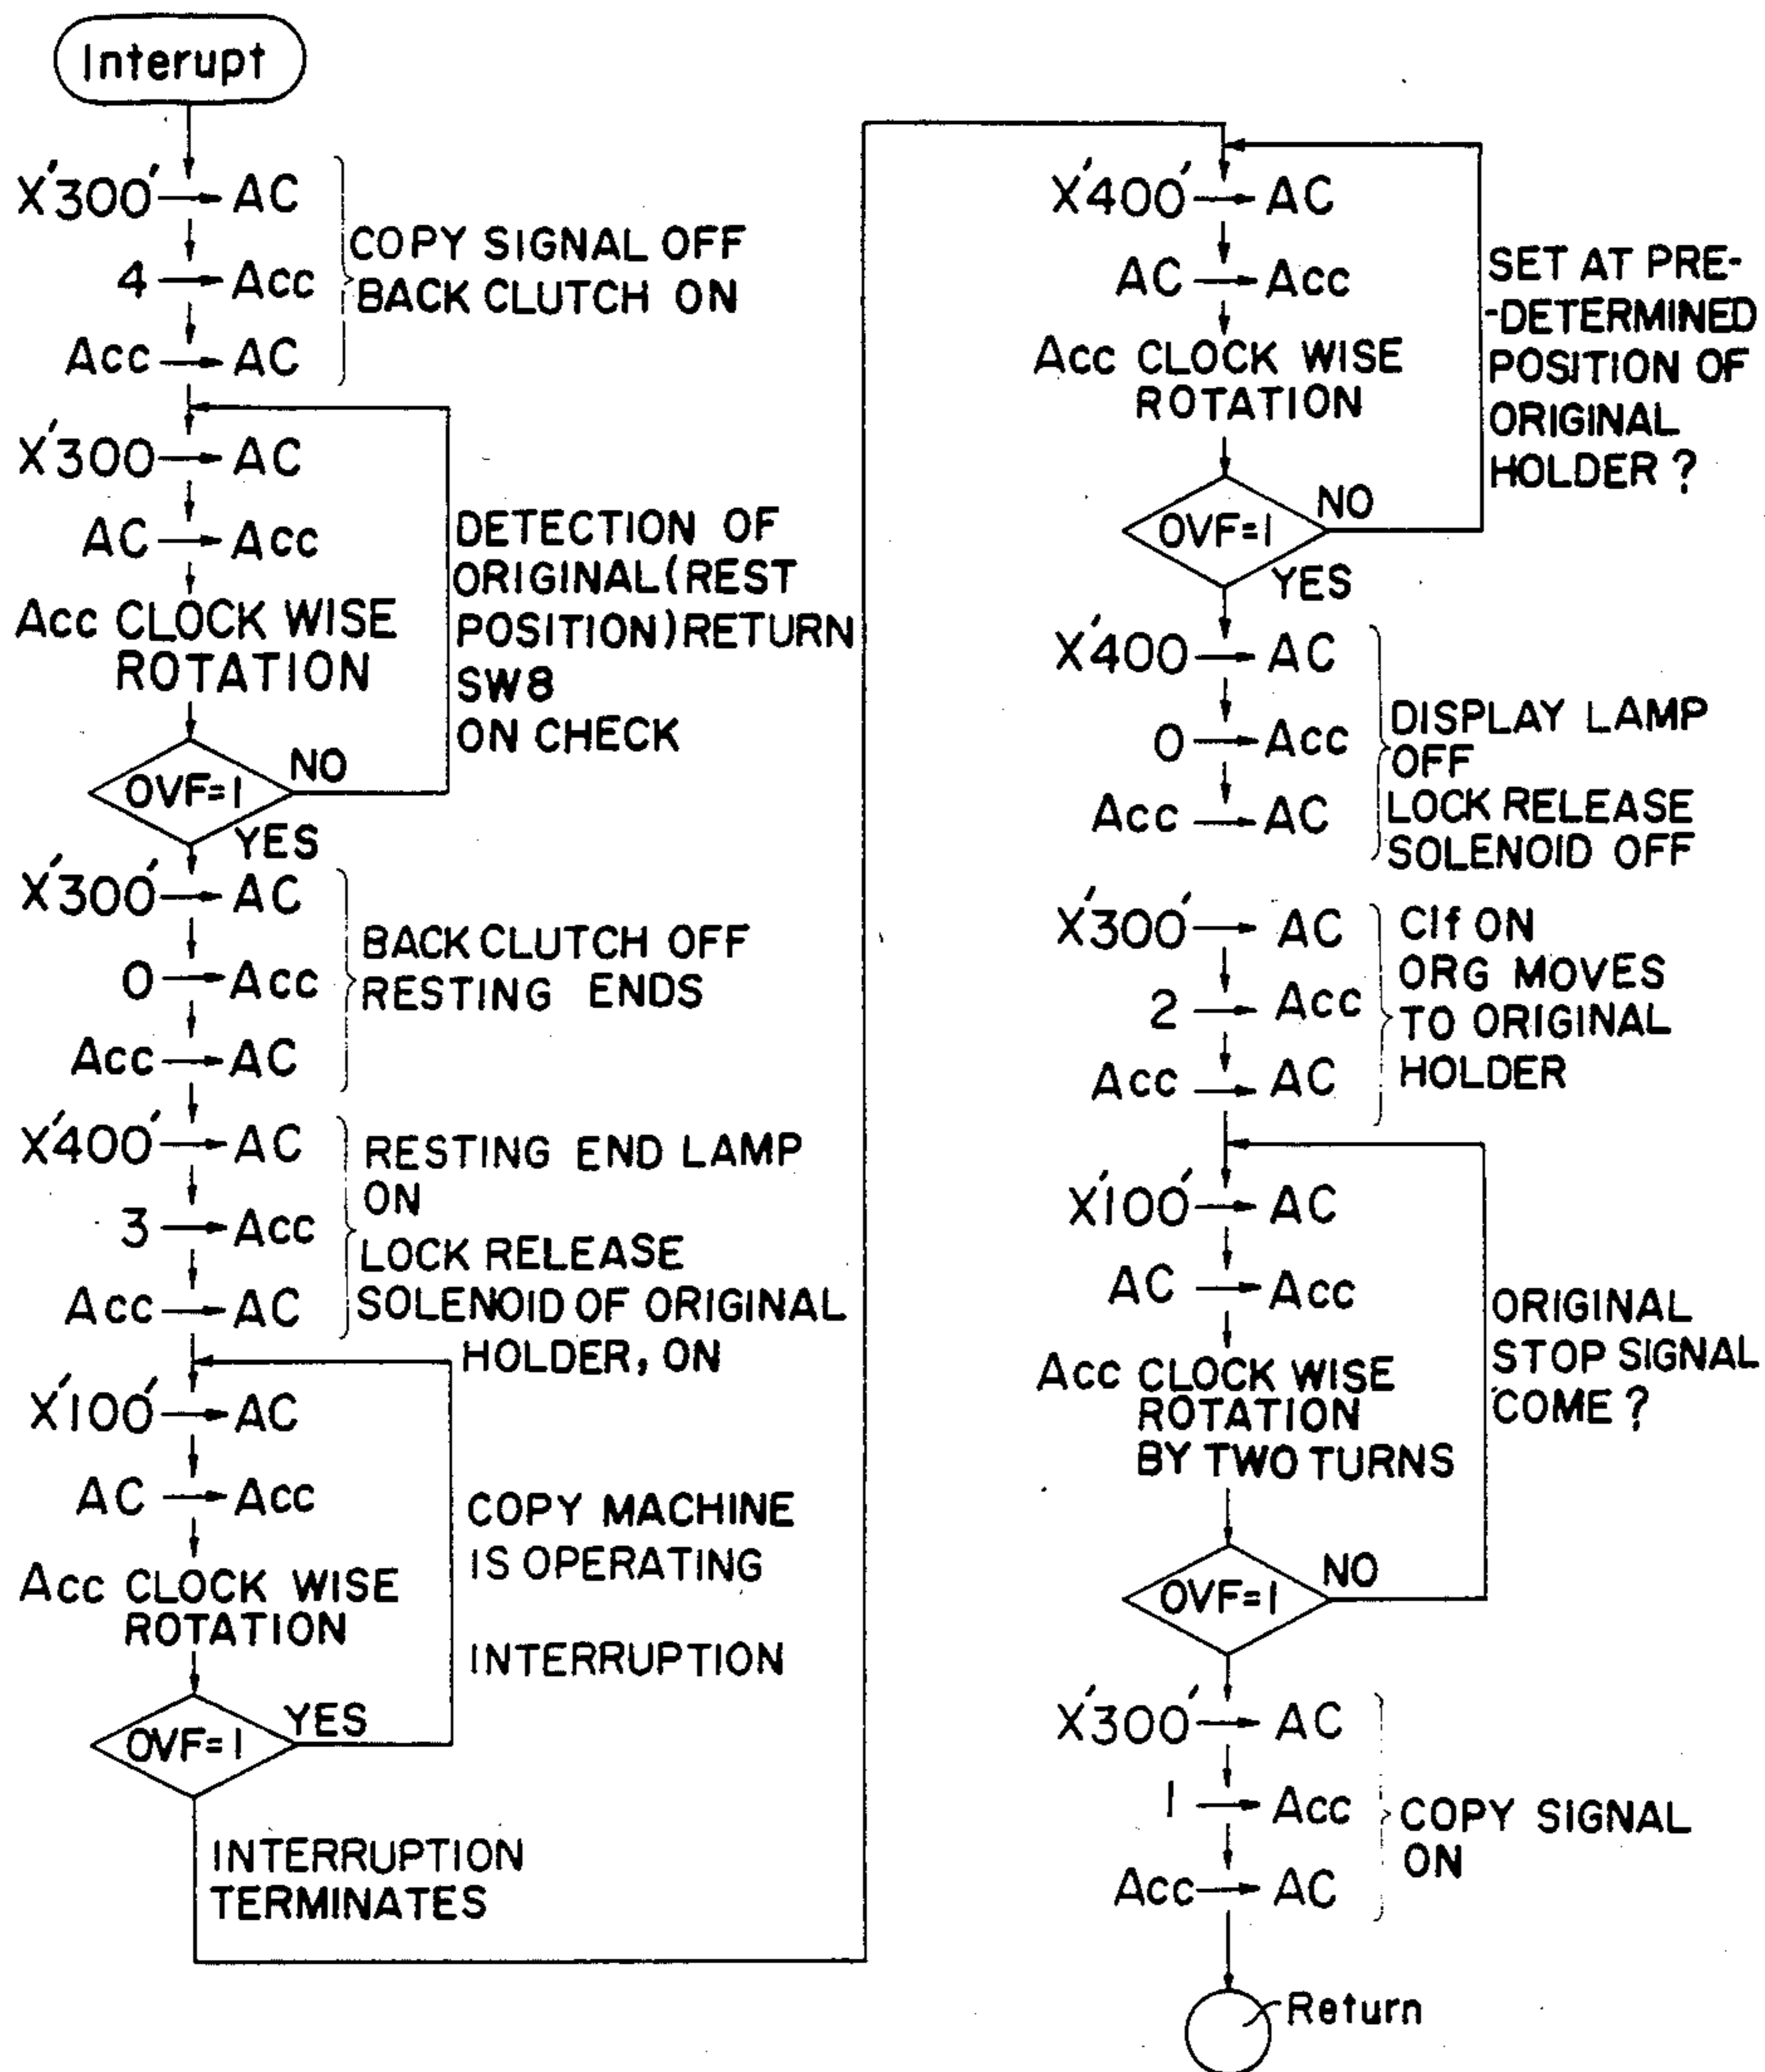 Interupt
X'300' AC
4 Acc
Acc AC
COPY SIGNAL OFF
BACK CLUTCH ON
X'300 AC
AC Acc
Acc CLOCK WISE
ROTATION
OVF=1
NO
YES
DETECTION OF
ORIGINAL(REST
POSITION)RETURN
SW8
ON CHECK
X'300' AC
0 Acc
Acc AC
BACK CLUTCH OFF
RESTING ENDS
X'400' AC
3 Acc
Acc AC
RESTING END LAMP
ON
LOCK RELEASE
SOLENOID OF ORIGINAL
HOLDER, ON
X'100' AC
AC Acc
Acc CLOCK WISE
ROTATION
OVF=1
YES
COPY MACHINE
IS OPERATING
INTERRUPTION
INTERRUPTION
TERMINATES
X'400' AC
AC Acc
Acc CLOCK WISE
ROTATION
OVF=1
NO
YES
SET AT PRE-
-DETERMINED
POSITION OF
ORIGINAL
HOLDER ?
X'400 AC
0 Acc
Acc AC
DISPLAY LAMP
OFF
LOCK RELEASE
SOLENOID OFF
X'300' AC
2 Acc
Acc AC
Clf ON
ORG MOVES
TO ORIGINAL
HOLDER
X'100' AC
AC Acc
Acc CLOCK WISE
ROTATION
BY TWO TURNS
OVF=1
NO
ORIGINAL
STOP SIGNAL
COME ?
X'300' AC
1 Acc
Acc AC
COPY SIGNAL
ON
Return